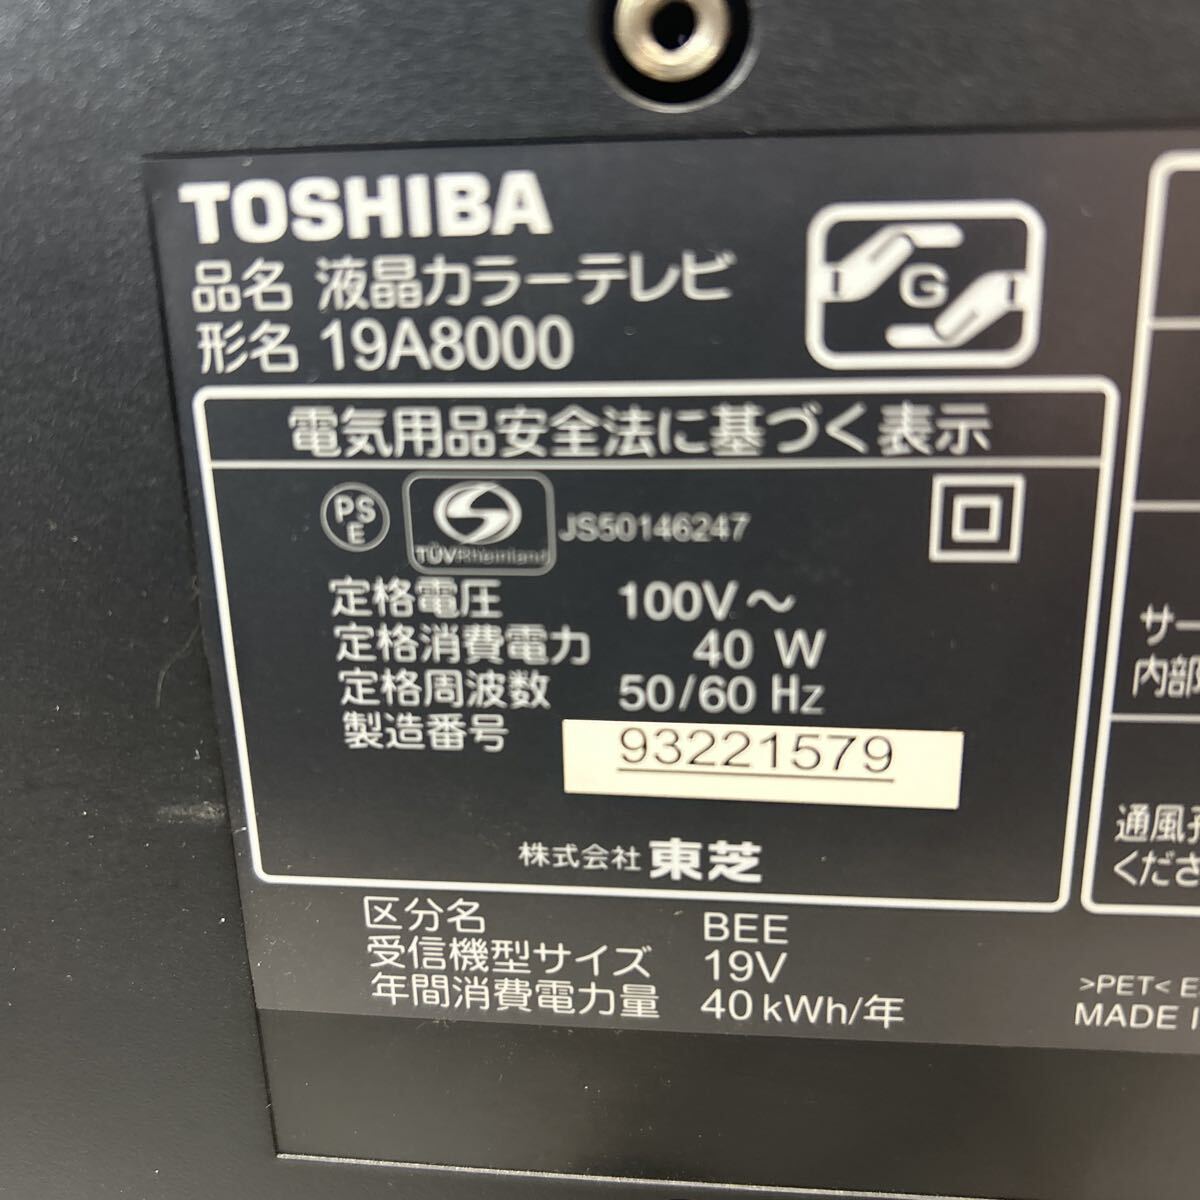 TOSHIBA
品名 液晶カラーテレビ
形名 19A8000
G
電気用品安全法に基づく表示
PS
E
TÜVRheinland
JS50146247
定格電圧 100V～
定格消費電力 40 W
定格周波数 50/60 Hz
製造番号 93221579
株式会社 東芝
区分名 BEE
受信機型サイズ 19V
年間消費電力量 40kWh/年
サー
内部
通風孔
くださ
>PET< E
MADE I